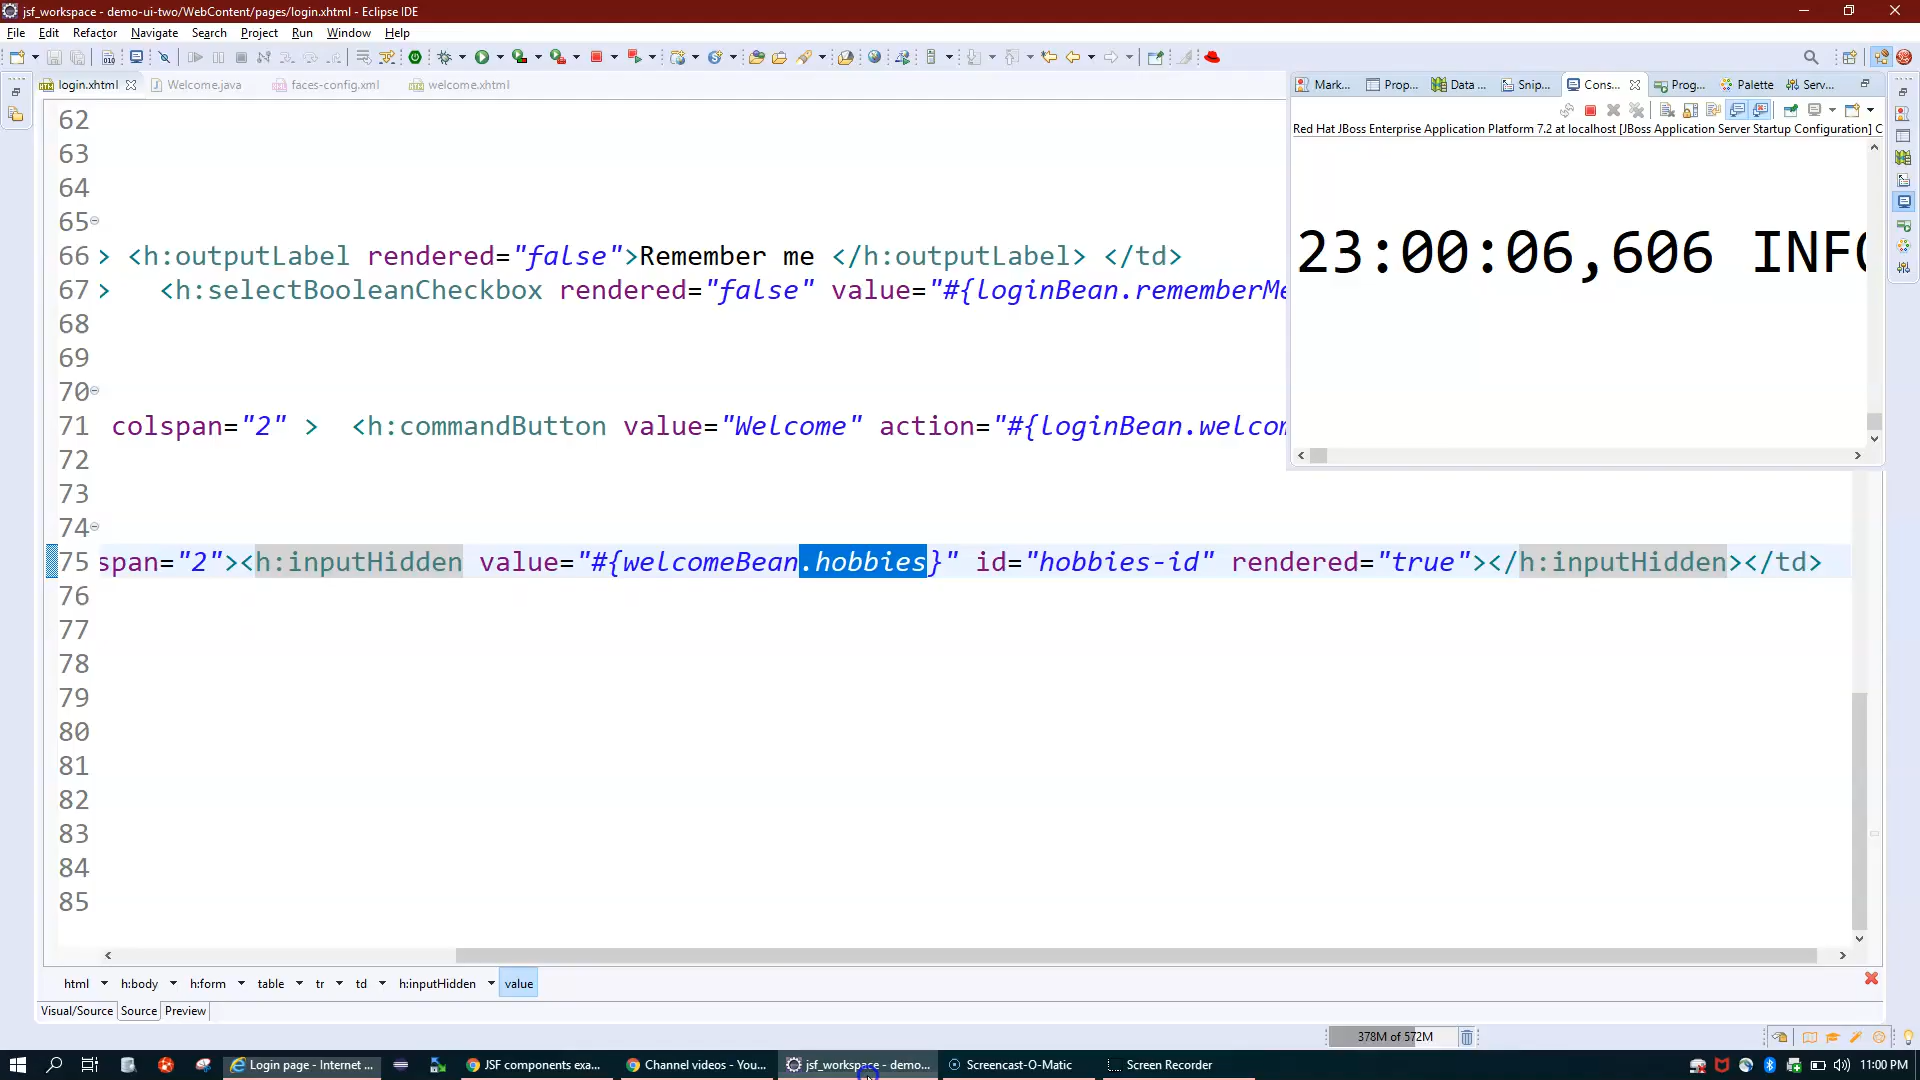 jsf_workspace - demo-ui-two/WebContent/pages/login.xhtml - Eclipse IDE
File Edit Refactor Navigate Search Project Run Window Help
login.xhtml Welcome.java faces-config.xml welcome.xhtml
Mark... Prop... Data ... Snip... Cons... Prog... Palette Serv...
Red Hat JBoss Enterprise Application Platform 7.2 at localhost [JBoss Application Server Startup Configuration] C
23:00:06,606 INFO
62
63
64
65
66 > <h:outputLabel rendered="false">Remember me </h:outputLabel> </td>
67 > <h:selectBooleanCheckbox rendered="false" value="#{loginBean.rememberMe
68
69
70
71 colspan="2" > <h:commandButton value="Welcome" action="#{loginBean.welcom
72
73
74
75 span="2"><h:inputHidden value="#{welcomeBean.hobbies}" id="hobbies-id" rendered="true"></h:inputHidden></td>
76
77
78
79
80
81
82
83
84
85
html h:body h:form table tr td h:inputHidden value
Visual/Source Source Preview
378M of 572M
Login page - Internet ... JSF components exa... Channel videos - You... jsf_workspace - demo... Screencast-O-Matic Screen Recorder 11:00 PM